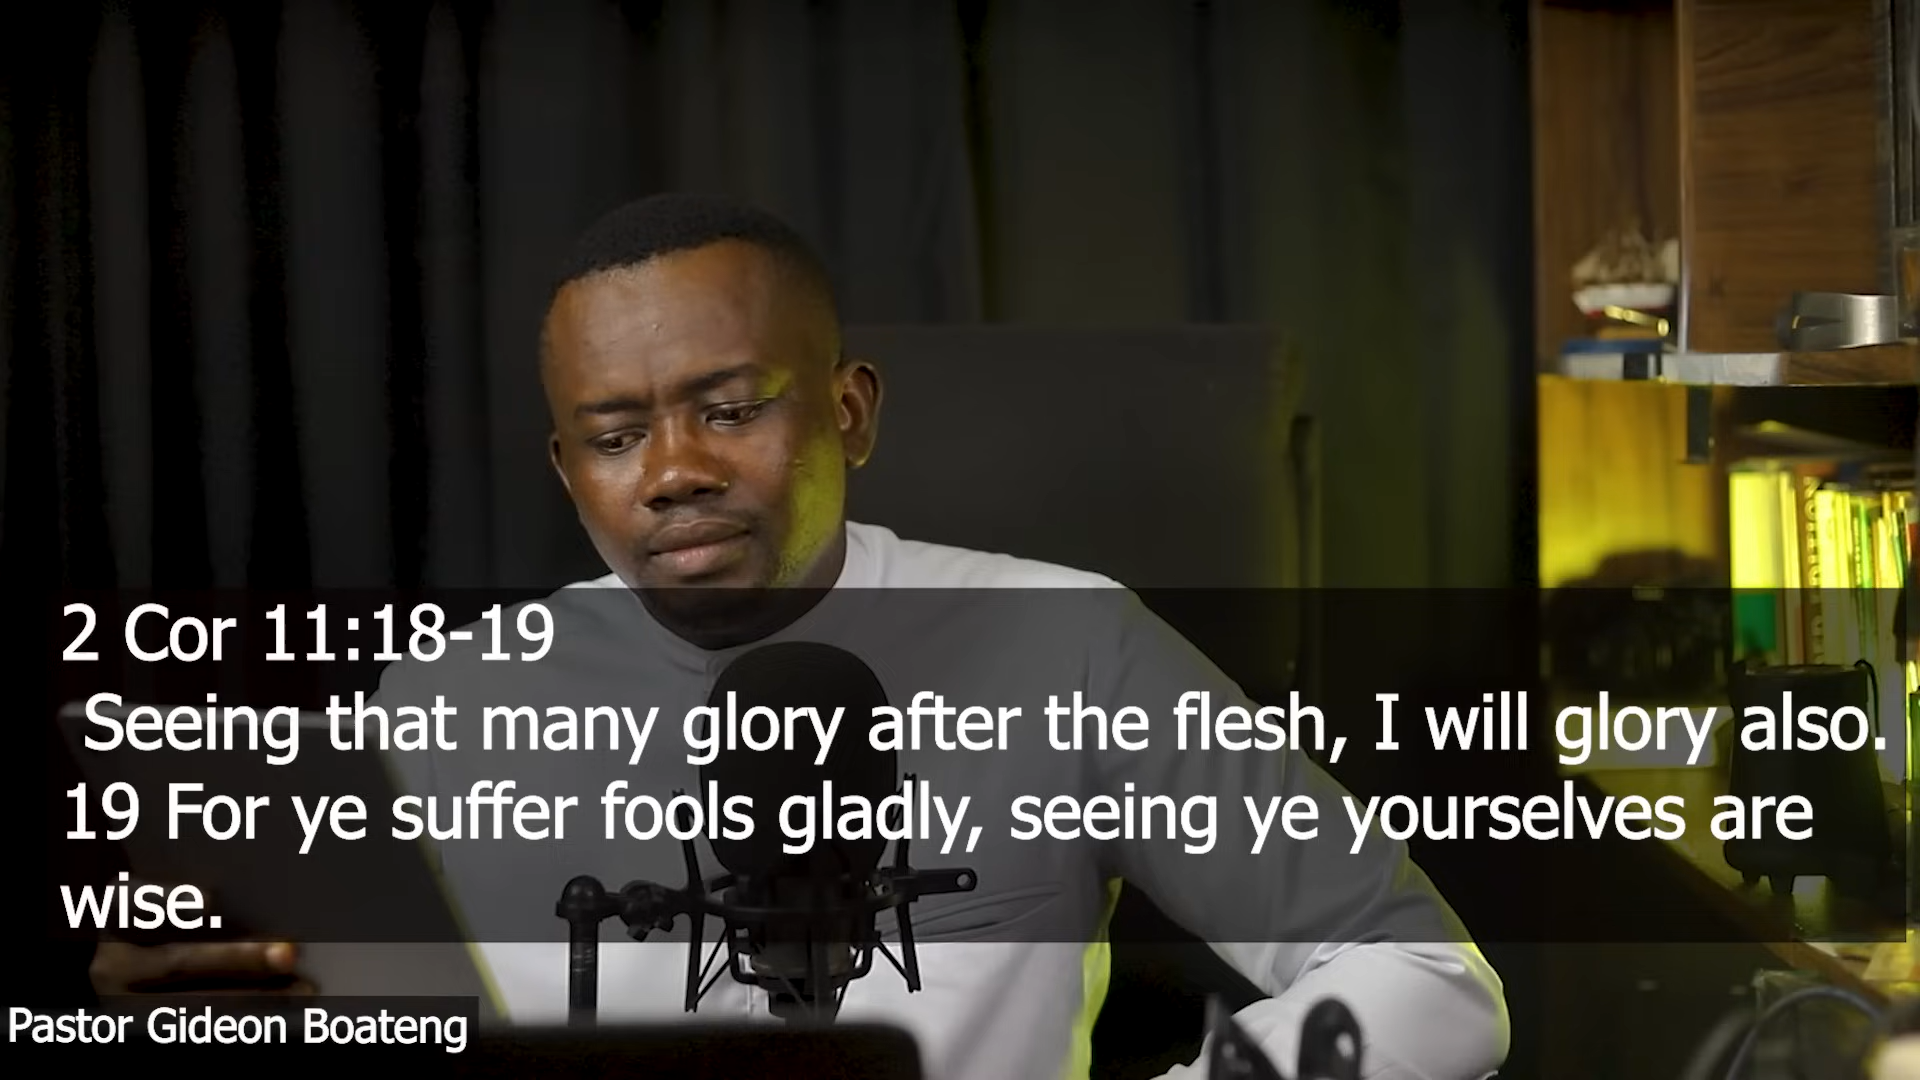 2 Cor 11:18-19
Seeing that many glory after the flesh, I will glory also.
19 For ye suffer fools gladly, seeing ye yourselves are
wise.
Pastor Gideon Boateng